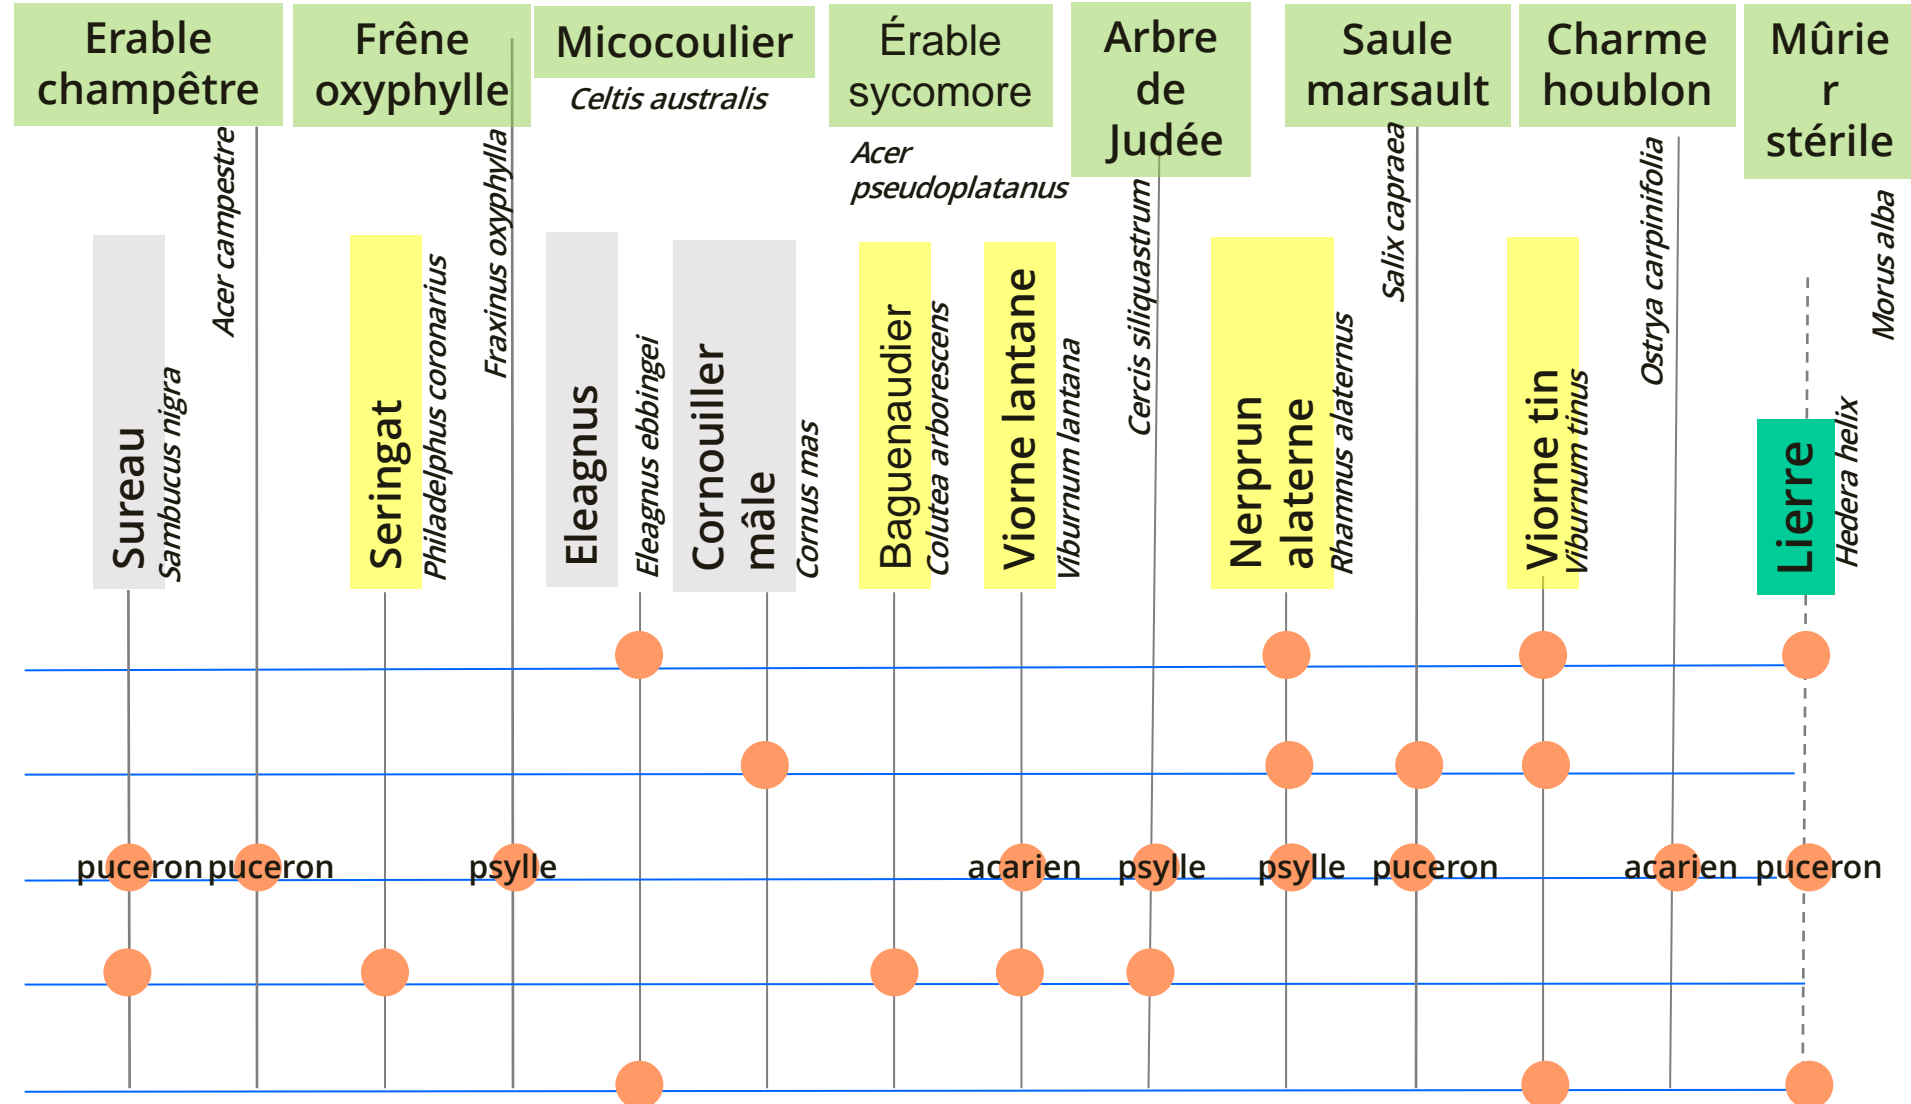 Erable
champêtre
Frêne
oxyphylle
Micocoulier
Celtis australis
Érable
sycomore
Acer
pseudoplatanus
Arbre
de
Judée
Saule
marsault
Charme
houblon
Mûrie
r
stérile
Acer campestre
Fraxinus oxyphylla
Cercis siliquastrum
Salix capraea
Ostrya carpinifolia
Morus alba
Sureau
Sambucus nigra
Seringat
Philadelphus coronarius
Eleagnus
Eleagnus ebbingei
Cornouiller
mâle
Cornus mas
Baguenaudier
Colutea arborescens
Viorne lantane
Viburnum lantana
Nerprun
alaterne
Rhamnus alaternus
Viorne tin
Viburnum tinus
Lierre
Hedera helix
puceron
puceron
psylle
acarien
psylle
psylle
puceron
acarien
puceron